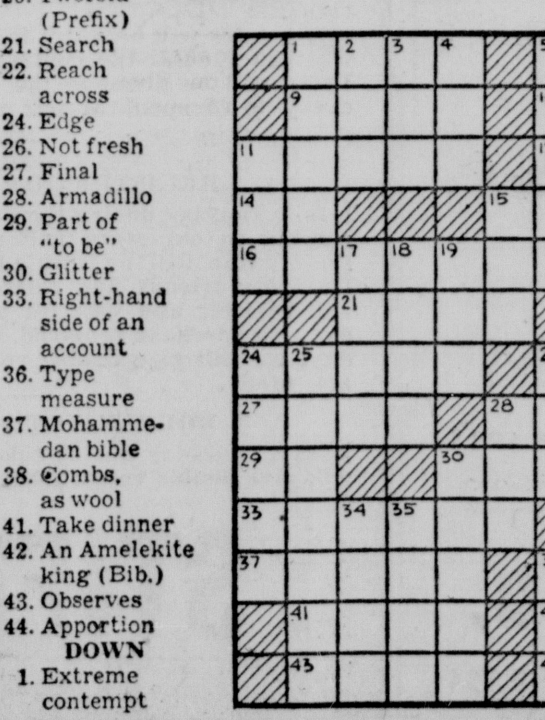 (Prefix)
21. Search
22. Reach
across
24. Edge
26. Not fresh
27. Final
28. Armadillo
29. Part of
"to be"
30. Glitter
33. Right-hand
side of an
account
36. Type
measure
37. Mohamme-
dan bible
38. Combs,
as wool
41. Take dinner
42. An Amelekite
king (Bib.)
43. Observes
44. Apportion
DOWN
1. Extreme
contempt
1 2 3 4
9
11
14 15
16 17 18 19
21
24 25
27 28
29 30
33 34 35
37
41
43